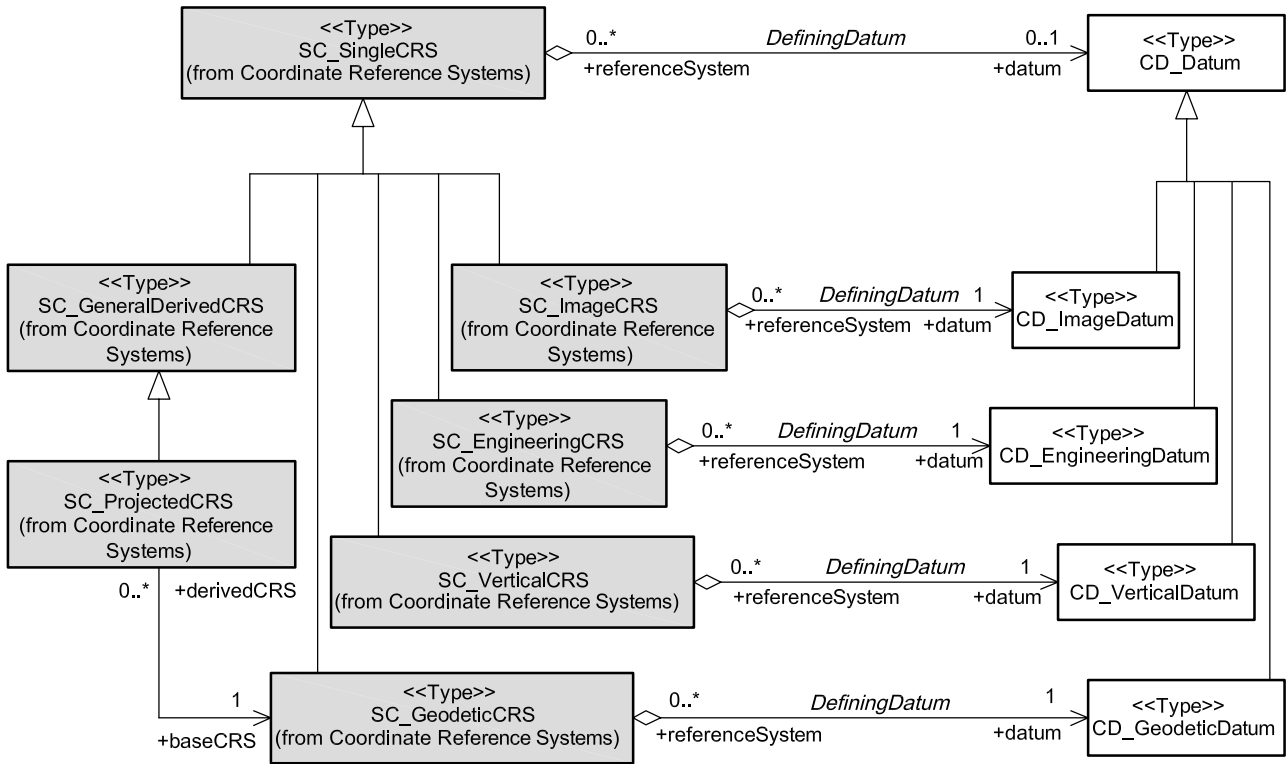 <<Type>>
SC_SingleCRS
(from Coordinate Reference Systems)
0..*
DefiningDatum
0..1
+referenceSystem
+datum
<<Type>>
CD_Datum
<<Type>>
SC_GeneralDerivedCRS
(from Coordinate Reference
Systems)
<<Type>>
SC_ImageCRS
(from Coordinate Reference
Systems)
0..*
DefiningDatum
1
+referenceSystem
+datum
<<Type>>
CD_ImageDatum
<<Type>>
SC_EngineeringCRS
(from Coordinate Reference
Systems)
0..*
DefiningDatum
1
+referenceSystem
+datum
<<Type>>
CD_EngineeringDatum
<<Type>>
SC_ProjectedCRS
(from Coordinate Reference
Systems)
0..*
+derivedCRS
<<Type>>
SC_VerticalCRS
(from Coordinate Reference Systems)
0..*
DefiningDatum
1
+referenceSystem
+datum
<<Type>>
CD_VerticalDatum
1
+baseCRS
<<Type>>
SC_GeodeticCRS
(from Coordinate Reference Systems)
0..*
DefiningDatum
1
+referenceSystem
+datum
<<Type>>
CD_GeodeticDatum